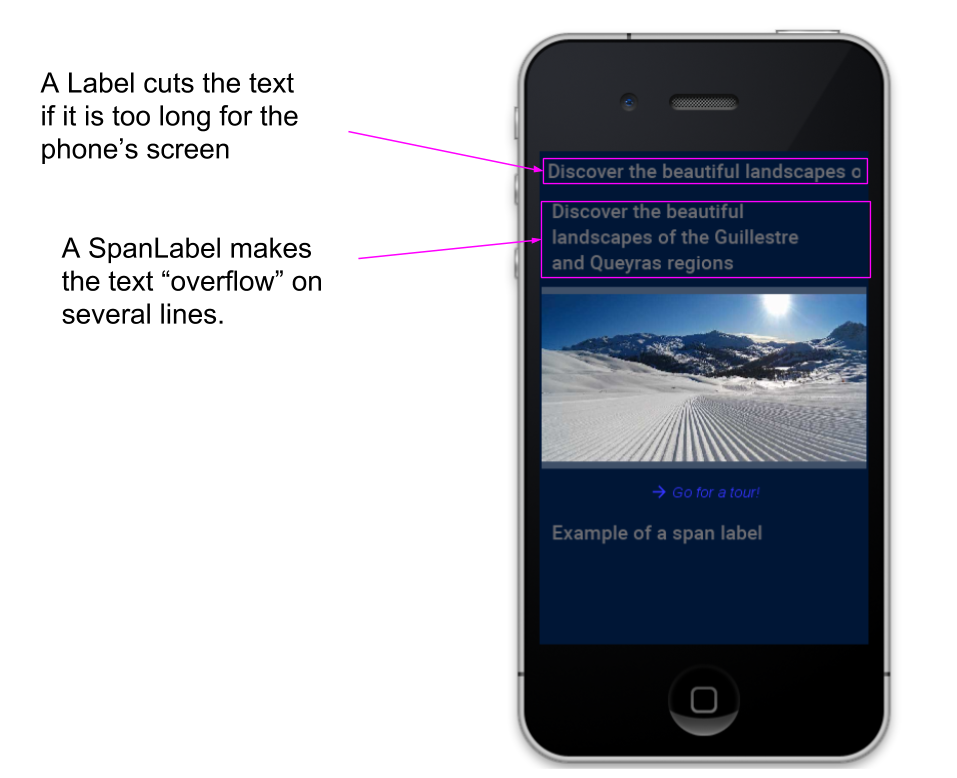 A Label cuts the text
if it is too long for the
phone’s screen
A SpanLabel makes
the text “overflow” on
several lines.
Discover the beautiful landscapes o
Discover the beautiful
landscapes of the Guillestre
and Queyras regions
→ Go for a tour!
Example of a span label